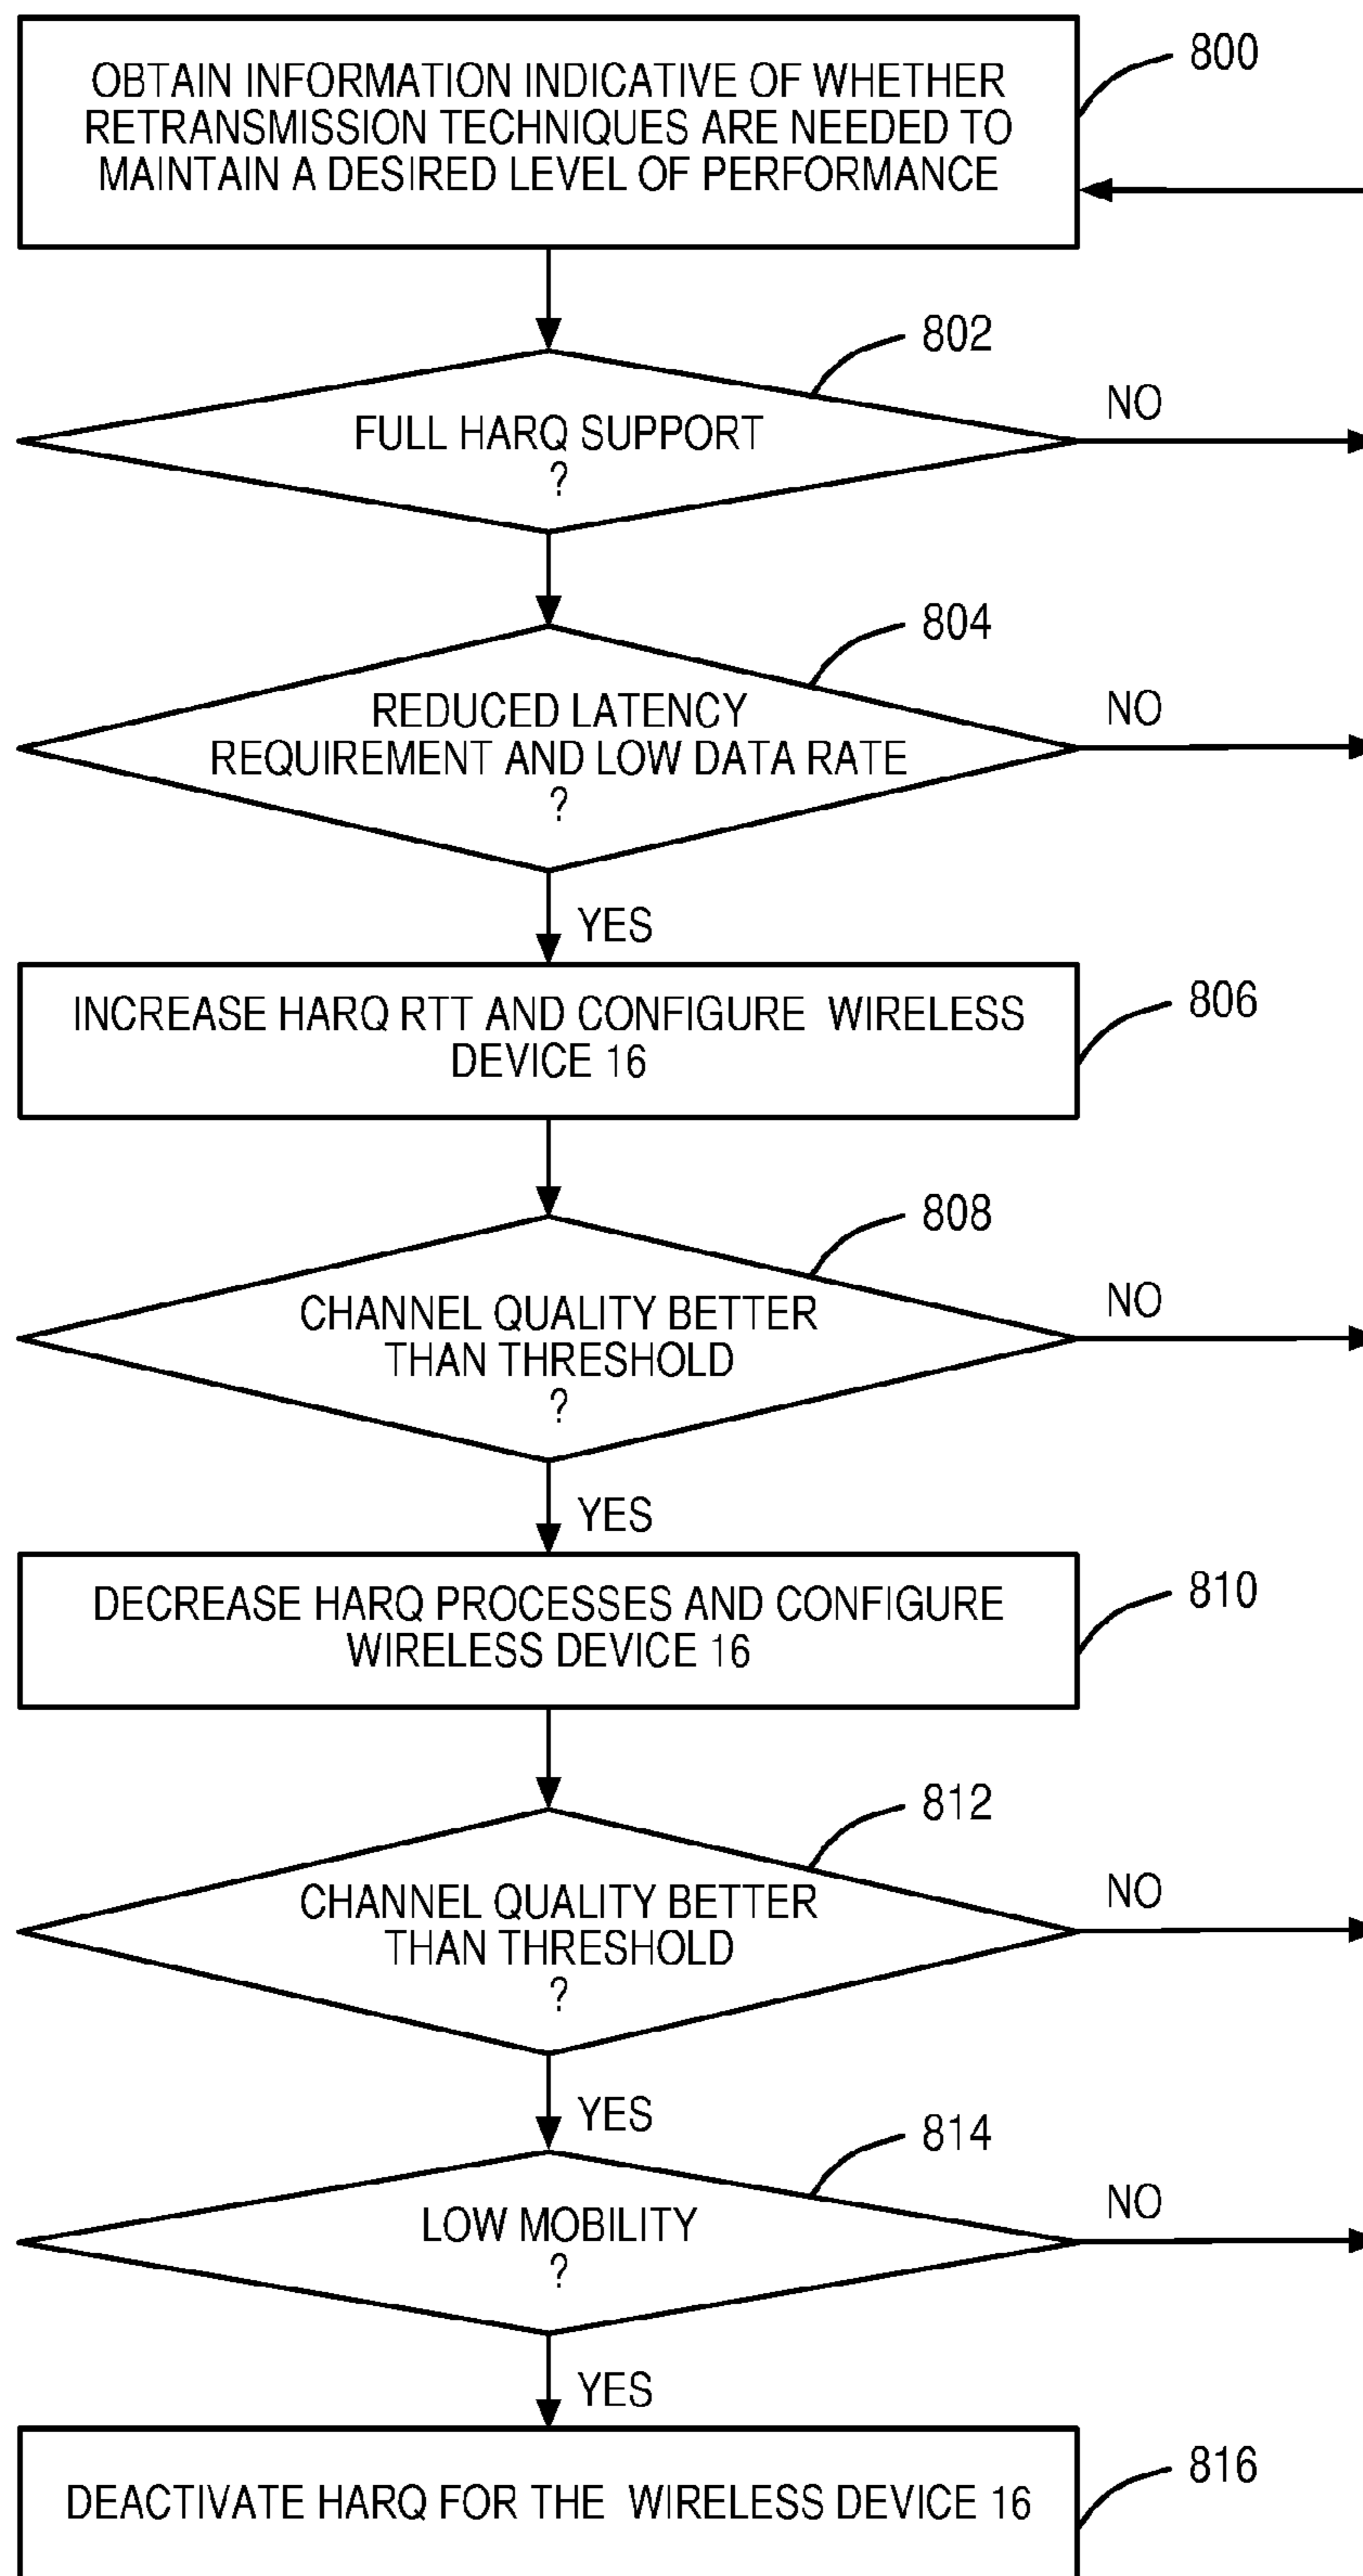 OBTAIN INFORMATION INDICATIVE OF WHETHER
RETRANSMISSION TECHNIQUES ARE NEEDED TO
MAINTAIN A DESIRED LEVEL OF PERFORMANCE
800
802
FULL HARQ SUPPORT
?
NO
804
REDUCED LATENCY
REQUIREMENT AND LOW DATA RATE
?
NO
YES
INCREASE HARQ RTT AND CONFIGURE WIRELESS
DEVICE 16
806
808
CHANNEL QUALITY BETTER
THAN THRESHOLD
?
NO
YES
DECREASE HARQ PROCESSES AND CONFIGURE
WIRELESS DEVICE 16
810
812
CHANNEL QUALITY BETTER
THAN THRESHOLD
?
NO
YES
814
LOW MOBILITY
?
NO
YES
DEACTIVATE HARQ FOR THE WIRELESS DEVICE 16
816